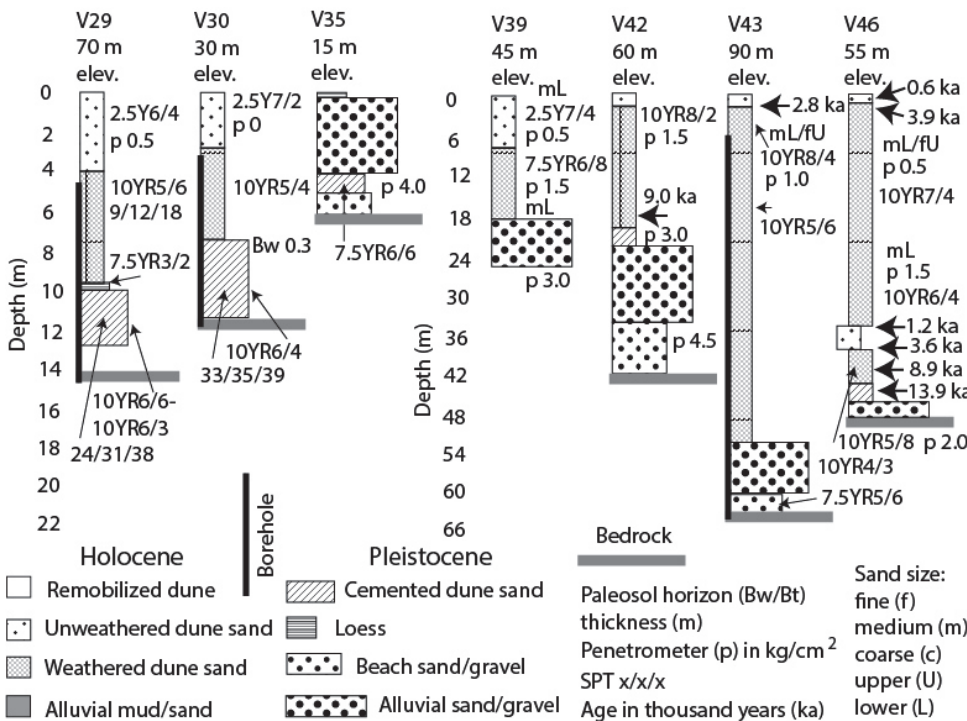 V29
70 m
elev.
V30
30 m
elev.
V35
15 m
elev.
V39
45 m
elev.
V42
60 m
elev.
V43
90 m
elev.
V46
55 m
elev.
Depth (m)
0
2
4
6
8
10
12
14
16
18
20
22
2.5Y6/4
p 0.5
10YR5/6
9/12/18
7.5YR3/2
10YR6/6-
10YR6/3
24/31/38
2.5Y7/2
p 0
10YR5/4
Bw 0.3
10YR6/4
33/35/39
p 4.0
7.5YR6/6
Borehole
Depth (m)
0
6
12
18
24
30
36
42
48
54
60
66
mL
2.5Y7/4
p 0.5
7.5YR6/8
p 1.5
mL
p 3.0
10YR8/2
p 1.5
9.0 ka
p 3.0
p 4.5
2.8 ka
mL/fU
10YR8/4
p 1.0
10YR5/6
7.5YR5/6
0.6 ka
3.9 ka
mL/fU
p 0.5
10YR7/4
mL
p 1.5
10YR6/4
1.2 ka
3.6 ka
8.9 ka
13.9 ka
10YR5/8 p 2.0
10YR4/3
Holocene
Remobilized dune
Unweathered dune sand
Weathered dune sand
Alluvial mud/sand
Pleistocene
Cemented dune sand
Loess
Beach sand/gravel
Alluvial sand/gravel
Bedrock
Paleosol horizon (Bw/Bt)
thickness (m)
Penetrometer (p) in kg/cm²
SPT x/x/x
Age in thousand years (ka)
Sand size:
fine (f)
medium (m)
coarse (c)
upper (U)
lower (L)